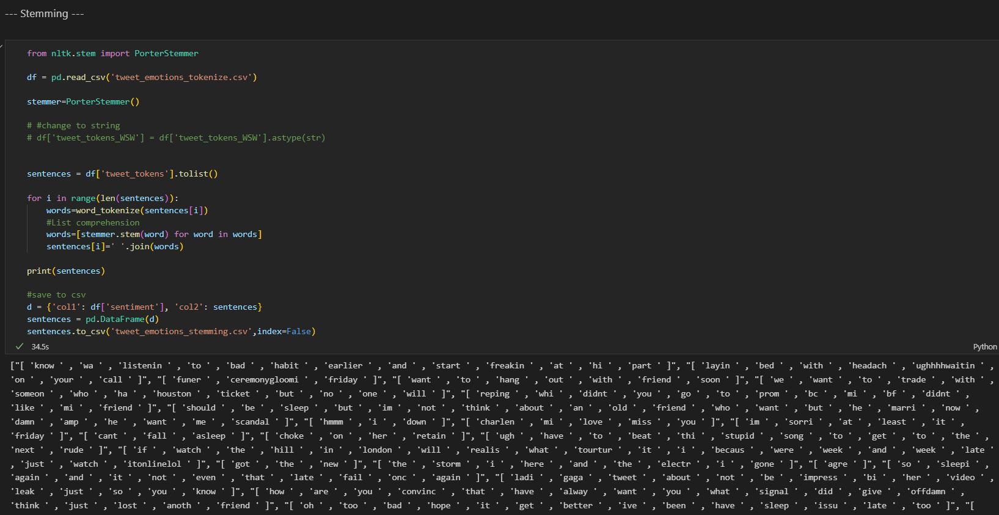 --- Stemming ---
from nltk.stem import PorterStemmer
df = pd.read_csv('tweet_emotions_tokenize.csv')
stemmer=PorterStemmer()
# #change to string
# df['tweet_tokens_WSW'] = df['tweet_tokens_WSW'].astype(str)
sentences = df['tweet_tokens'].tolist()
for i in range(len(sentences)):
words=word_tokenize(sentences[i])
#List comprehension
words=[stemmer.stem(word) for word in words]
sentences[i]=' '.join(words)
print(sentences)
#save to csv
d = {'col1': df['sentiment'], 'col2': sentences}
sentences = pd.DataFrame(d)
sentences.to_csv('tweet_emotions_stemming.csv',index=False)
34.5s
Python
["[ 'know ' , 'wa ' , 'listenin ' , 'to ' , 'bad ' , 'habit ' , 'earlier ' , 'and ' , 'start ' , 'freakin ' , 'at ' , 'hi ' , 'part ' ]", "[ 'layin ' , 'bed ' , 'with ' , 'headach ' , 'ughhhhwaitin ' ,
'on ' , 'your ' , 'call ' ]", "[ 'funer ' , 'ceremonygloomi ' , 'friday ' ]", "[ 'want ' , 'to ' , 'hang ' , 'out ' , 'with ' , 'friend ' , 'soon ' ]", "[ 'we ' , 'want ' , 'to ' , 'trade ' , 'with ' ,
'someon ' , 'who ' , 'ha ' , 'houston ' , 'ticket ' , 'but ' , 'no ' , 'one ' , 'will ' ]", "[ 'reping ' , 'whi ' , 'didnt ' , 'you ' , 'go ' , 'to ' , 'prom ' , 'bc ' , 'mi ' , 'bf ' , 'didnt ' ,
'like ' , 'mi ' , 'friend ' ]", "[ 'should ' , 'be ' , 'sleep ' , 'but ' , 'im ' , 'not ' , 'think ' , 'about ' , 'an ' , 'old ' , 'friend ' , 'who ' , 'want ' , 'but ' , 'he ' , 'marri ' , 'now ' ,
'damn ' , 'amp ' , 'he ' , 'want ' , 'me ' , 'scandal ' ]", "[ 'hmmm ' , 'i ' , 'down ' ]", "[ 'charlen ' , 'mi ' , 'love ' , 'miss ' , 'you ' ]", "[ 'im ' , 'sorri ' , 'at ' , 'least ' , 'it ' ,
'friday ' ]", "[ 'cant ' , 'fall ' , 'asleep ' ]", "[ 'choke ' , 'on ' , 'her ' , 'retain ' ]", "[ 'ugh ' , 'have ' , 'to ' , 'beat ' , 'thi ' , 'stupid ' , 'song ' , 'to ' , 'get ' , 'to ' , 'the ' ,
'next ' , 'rude ' ]", "[ 'if ' , 'watch ' , 'the ' , 'hill ' , 'in ' , 'london ' , 'will ' , 'realis ' , 'what ' , 'tourtur ' , 'it ' , 'i ' , 'becaus ' , 'were ' , 'week ' , 'and ' , 'week ' , 'late '
, 'just ' , 'watch ' , 'itonlinelol ' ]", "[ 'got ' , 'the ' , 'new ' ]", "[ 'the ' , 'storm ' , 'i ' , 'here ' , 'and ' , 'the ' , 'electr ' , 'i ' , 'gone ' ]", "[ 'agre ' ]", "[ 'so ' , 'sleepi ' ,
'again ' , 'and ' , 'it ' , 'not ' , 'even ' , 'that ' , 'late ' , 'fail ' , 'onc ' , 'again ' ]", "[ 'ladi ' , 'gaga ' , 'tweet ' , 'about ' , 'not ' , 'be ' , 'impress ' , 'bi ' , 'her ' , 'video ' ,
'leak ' , 'just ' , 'so ' , 'you ' , 'know ' ]", "[ 'how ' , 'are ' , 'you ' , 'convinc ' , 'that ' , 'have ' , 'alway ' , 'want ' , 'you ' , 'what ' , 'signal ' , 'did ' , 'give ' , 'offdamn ' ,
'think ' , 'just ' , 'lost ' , 'anoth ' , 'friend ' ]", "[ 'oh ' , 'too ' , 'bad ' , 'hope ' , 'it ' , 'get ' , 'better ' , 'ive ' , 'been ' , 'have ' , 'sleep ' , 'issu ' , 'late ' , 'too ' ]", "[